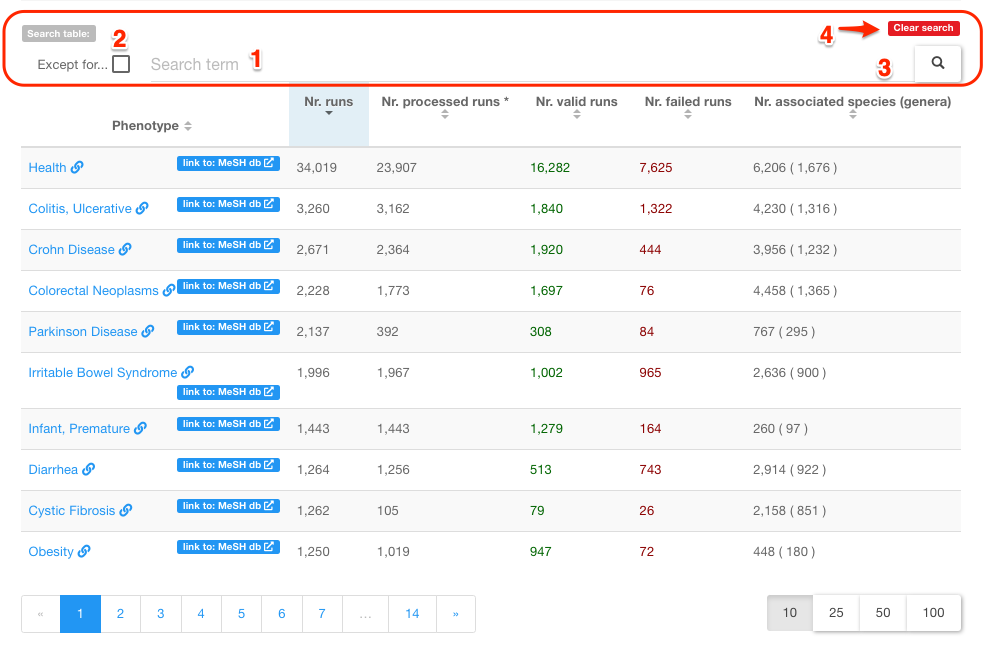 Search table:
2
4
Clear search
Except for...
Search term
1
3
Phenotype
Nr. runs
Nr. processed runs *
Nr. valid runs
Nr. failed runs
Nr. associated species (genera)
Health link to: MeSH db 34,019 23,907 16,282 7,625 6,206 ( 1,676 )
Colitis, Ulcerative link to: MeSH db 3,260 3,162 1,840 1,322 4,230 ( 1,316 )
Crohn Disease link to: MeSH db 2,671 2,364 1,920 444 3,956 ( 1,232 )
Colorectal Neoplasms link to: MeSH db 2,228 1,773 1,697 76 4,458 ( 1,365 )
Parkinson Disease link to: MeSH db 2,137 392 308 84 767 ( 295 )
Irritable Bowel Syndrome 1,996 1,967 1,002 965 2,636 ( 900 )
link to: MeSH db
Infant, Premature link to: MeSH db 1,443 1,443 1,279 164 260 ( 97 )
Diarrhea link to: MeSH db 1,264 1,256 513 743 2,914 ( 922 )
Cystic Fibrosis link to: MeSH db 1,262 105 79 26 2,158 ( 851 )
Obesity link to: MeSH db 1,250 1,019 947 72 448 ( 180 )
« 1 2 3 4 5 6 7 ... 14 »
10 25 50 100